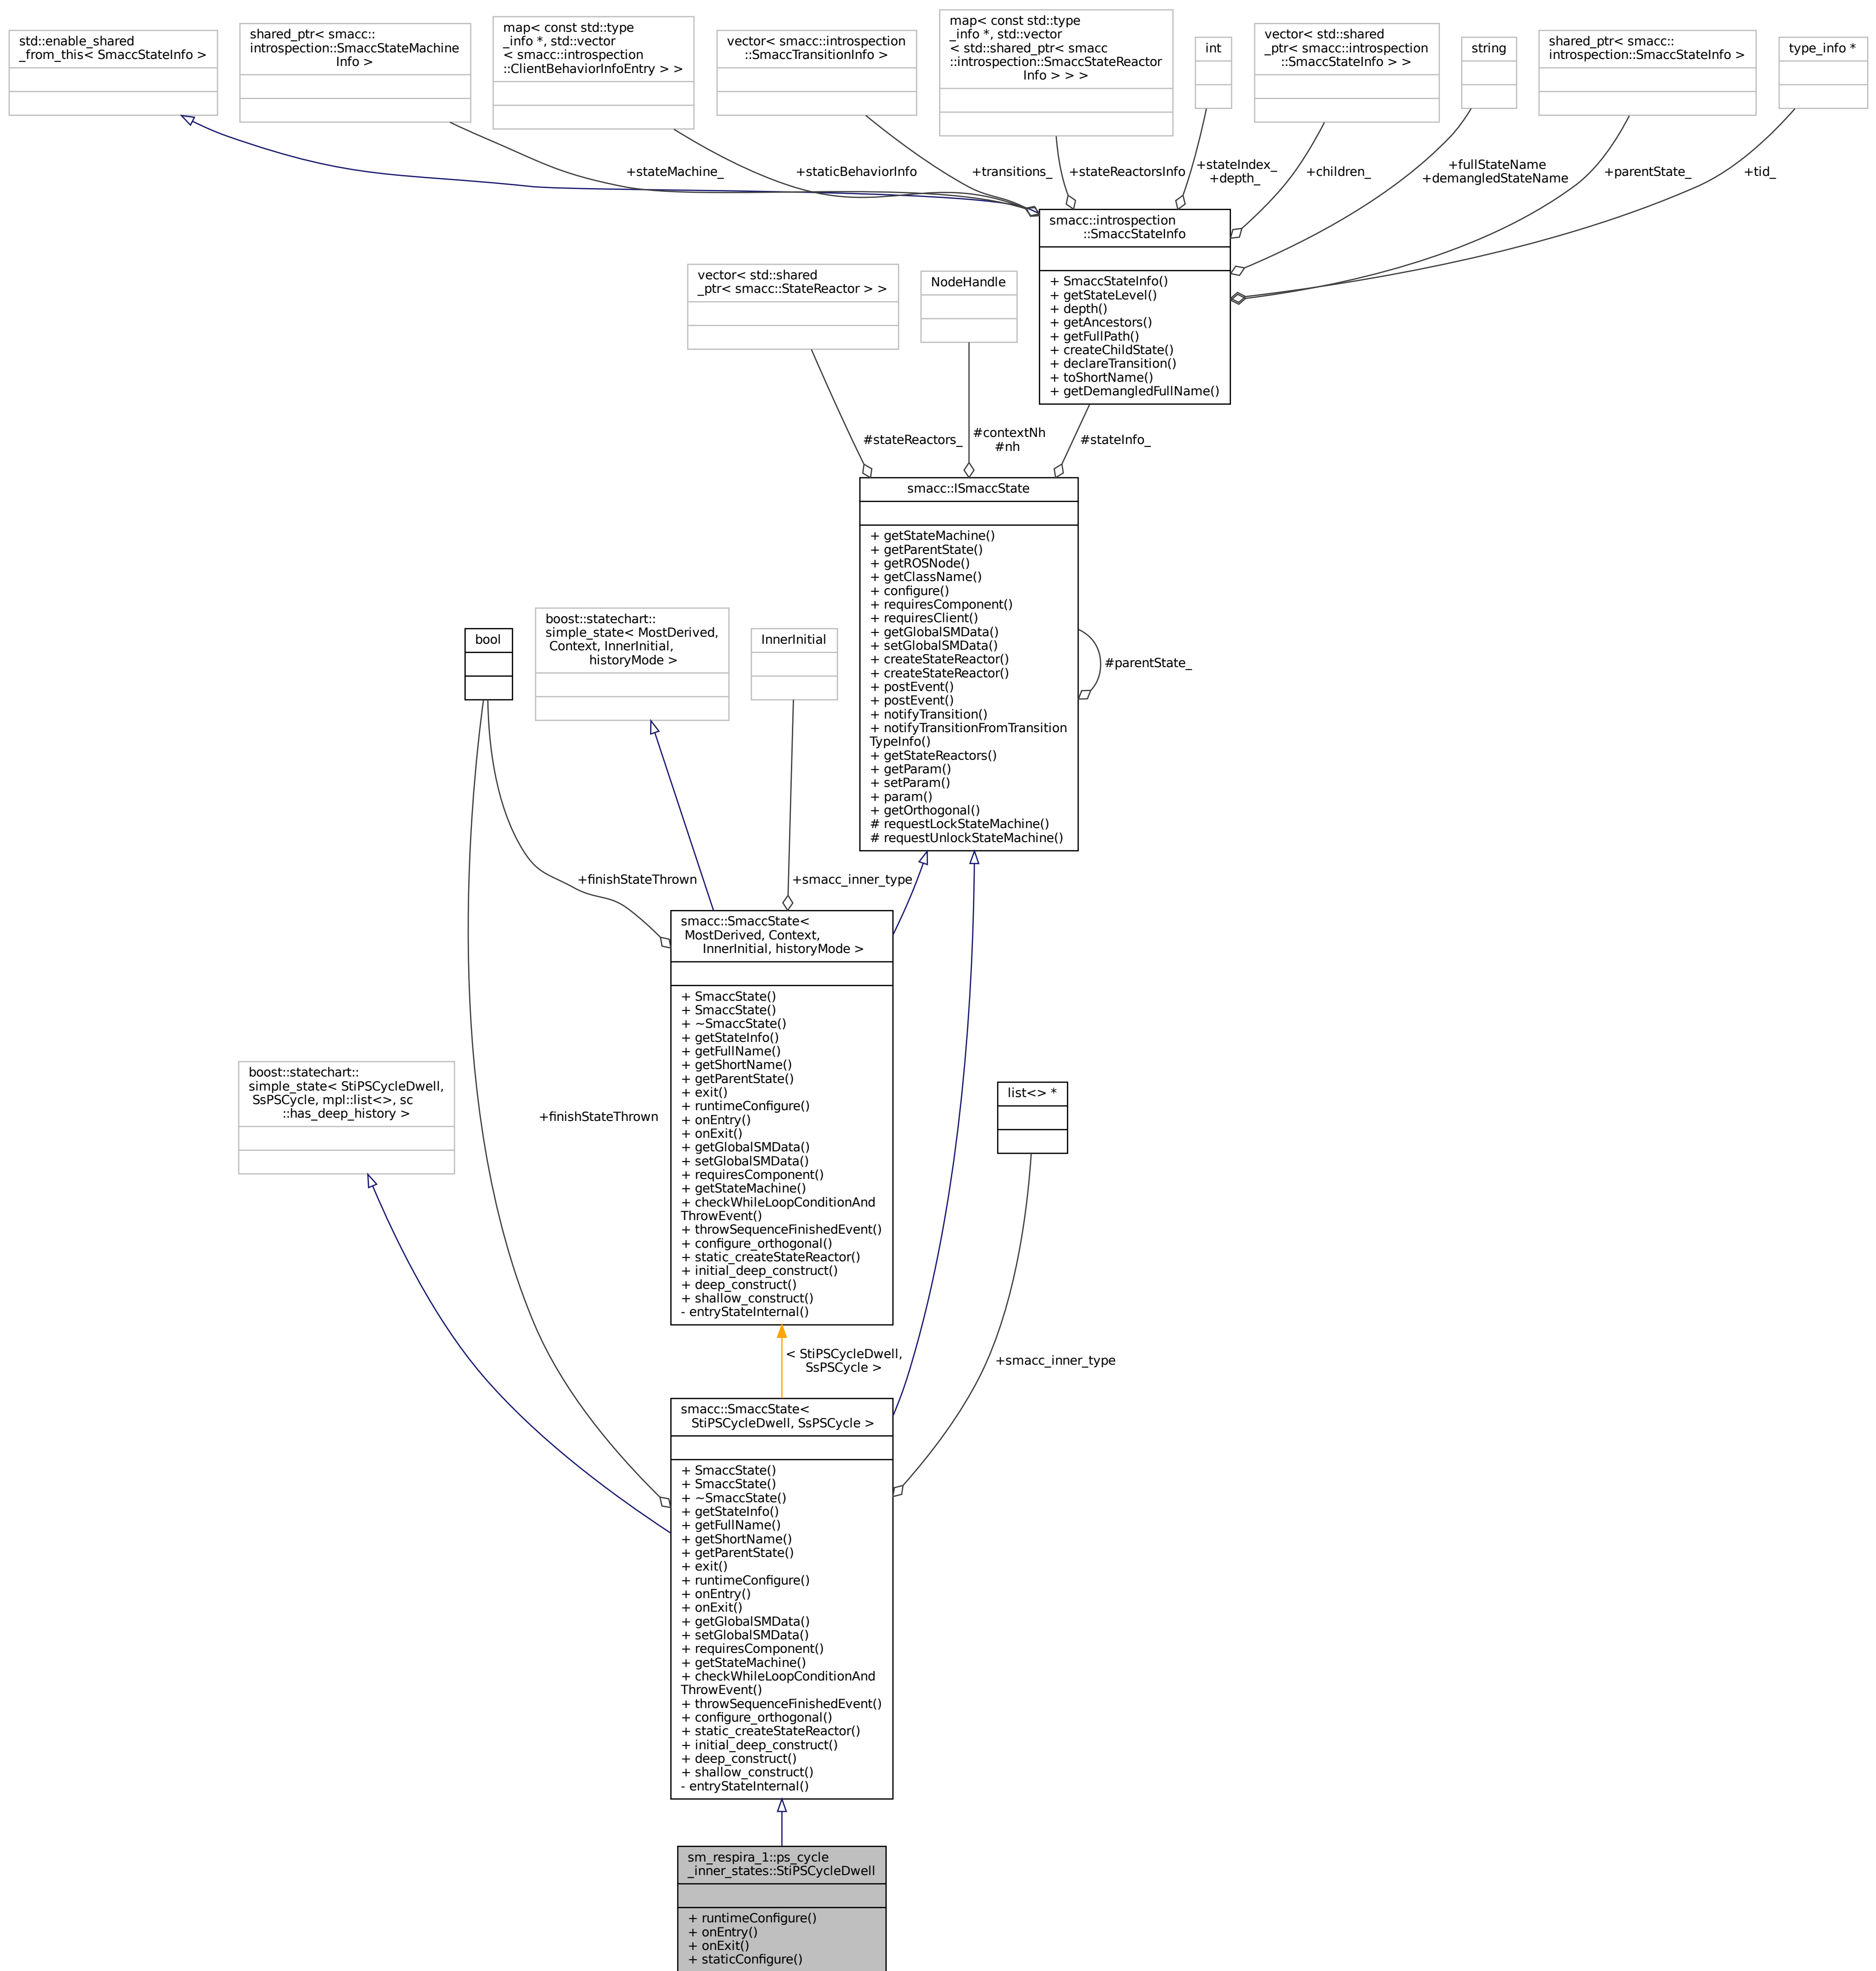 std::enable_shared
_from_this< SmaccStateInfo >
shared_ptr< smacc::
introspection::SmaccStateMachine
Info >
map< const std::type
_info *, std::vector
< smacc::introspection
::ClientBehaviorInfoEntry > >
vector< smacc::introspection
::SmaccTransitionInfo >
map< const std::type
_info *, std::vector
< std::shared_ptr< smacc
::introspection::SmaccStateReactor
Info > > >
int
vector< std::shared
_ptr< smacc::introspection
::SmaccStateInfo > >
string
shared_ptr< smacc::
introspection::SmaccStateInfo >
type_info *
+stateMachine_
+staticBehaviorInfo
+transitions_
+stateReactorsInfo
+stateIndex_
+depth_
+children_
+fullStateName
+demangledStateName
+parentState_
+tid_
smacc::introspection
::SmaccStateInfo
+ SmaccStateInfo()
+ getStateLevel()
+ depth()
+ getAncestors()
+ getFullPath()
+ createChildState()
+ declareTransition()
+ toShortName()
+ getDemangledFullName()
vector< std::shared
_ptr< smacc::StateReactor > >
NodeHandle
#stateReactors_
#contextNh
#nh
#stateInfo_
smacc::ISmaccState
+ getStateMachine()
+ getParentState()
+ getROSNode()
+ getClassName()
+ configure()
+ requiresComponent()
+ requiresClient()
+ getGlobalSMData()
+ setGlobalSMData()
+ createStateReactor()
+ createStateReactor()
+ postEvent()
+ postEvent()
+ notifyTransition()
+ notifyTransitionFromTransition
TypeInfo()
+ getStateReactors()
+ getParam()
+ setParam()
+ param()
+ getOrthogonal()
# requestLockStateMachine()
# requestUnlockStateMachine()
#parentState_
bool
boost::statechart::
simple_state< MostDerived,
Context, InnerInitial,
historyMode >
InnerInitial
+finishStateThrown
+smacc_inner_type
smacc::SmaccState<
MostDerived, Context,
InnerInitial, historyMode >
+ SmaccState()
+ SmaccState()
+ ~SmaccState()
+ getStateInfo()
+ getFullName()
+ getShortName()
+ getParentState()
+ exit()
+ runtimeConfigure()
+ onEntry()
+ onExit()
+ getGlobalSMData()
+ setGlobalSMData()
+ requiresComponent()
+ getStateMachine()
+ checkWhileLoopConditionAnd
ThrowEvent()
+ throwSequenceFinishedEvent()
+ configure_orthogonal()
+ static_createStateReactor()
+ initial_deep_construct()
+ deep_construct()
+ shallow_construct()
- entryStateInternal()
boost::statechart::
simple_state< StiPSCycleDwell,
SsPSCycle, mpl::list<>, sc
::has_deep_history >
+finishStateThrown
list<> *
< StiPSCycleDwell,
SsPSCycle >
+smacc_inner_type
smacc::SmaccState<
StiPSCycleDwell, SsPSCycle >
+ SmaccState()
+ SmaccState()
+ ~SmaccState()
+ getStateInfo()
+ getFullName()
+ getShortName()
+ getParentState()
+ exit()
+ runtimeConfigure()
+ onEntry()
+ onExit()
+ getGlobalSMData()
+ setGlobalSMData()
+ requiresComponent()
+ getStateMachine()
+ checkWhileLoopConditionAnd
ThrowEvent()
+ throwSequenceFinishedEvent()
+ configure_orthogonal()
+ static_createStateReactor()
+ initial_deep_construct()
+ deep_construct()
+ shallow_construct()
- entryStateInternal()
sm_respira_1::ps_cycle
_inner_states::StiPSCycleDwell
+ runtimeConfigure()
+ onEntry()
+ onExit()
+ staticConfigure()